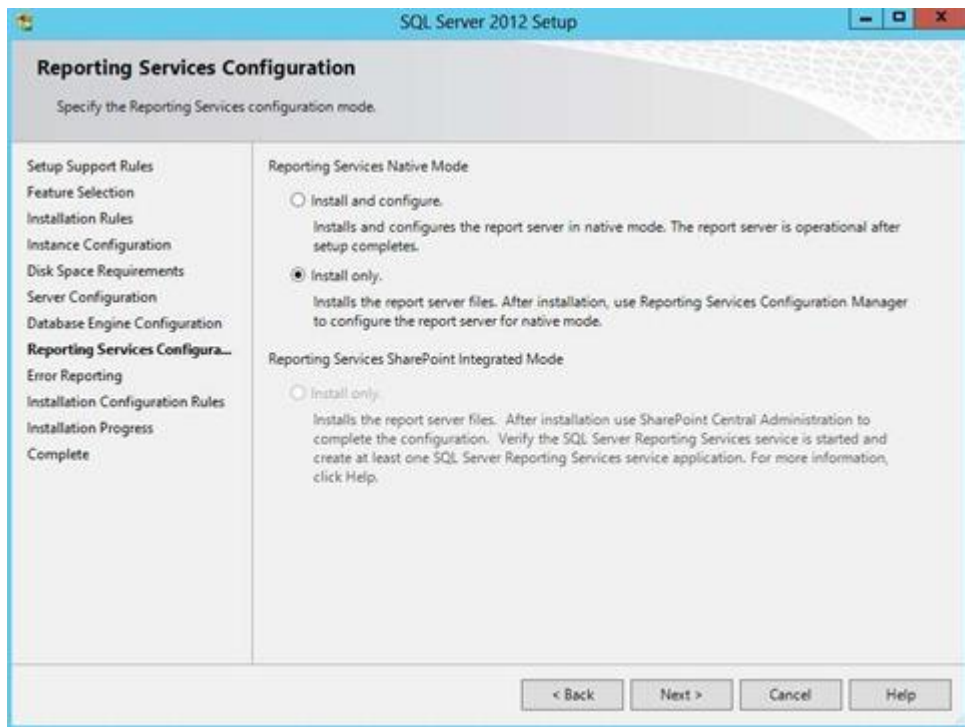 SQL Server 2012 Setup
Reporting Services Configuration
Specify the Reporting Services configuration mode.
Setup Support Rules
Feature Selection
Installation Rules
Instance Configuration
Disk Space Requirements
Server Configuration
Database Engine Configuration
Reporting Services Configura...
Error Reporting
Installation Configuration Rules
Installation Progress
Complete
Reporting Services Native Mode
Install and configure.
Installs and configures the report server in native mode. The report server is operational after
setup completes.
Install only.
Installs the report server files. After installation, use Reporting Services Configuration Manager
to configure the report server for native mode.
Reporting Services SharePoint Integrated Mode
Install only.
Installs the report server files. After installation use SharePoint Central Administration to
complete the configuration. Verify the SQL Server Reporting Services service is started and
create at least one SQL Server Reporting Services service application. For more information,
click Help.
< Back
Next >
Cancel
Help